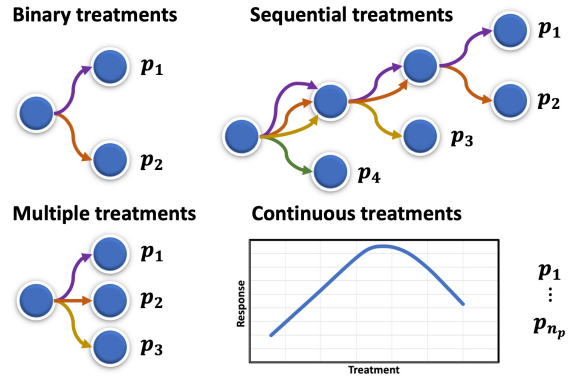 Binary treatments
p₁
p₂
Sequential treatments
p₁
p₂
p₃
p₄
Multiple treatments
p₁
p₂
p₃
Continuous treatments
Response
Treatment
p₁
⋮
pₙₚ